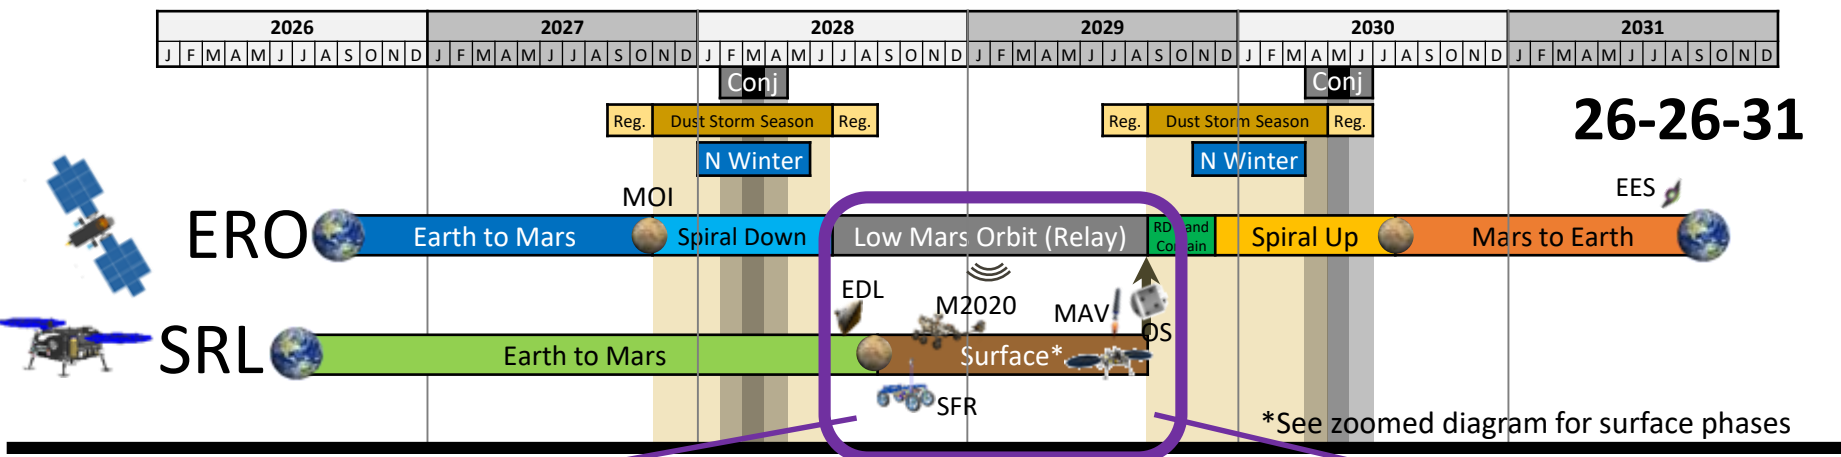 2026 2027 2028 2029 2030 2031
J F M A M J J A S O N D J F M A M J J A S O N D J F M A M J J A S O N D J F M A M J J A S O N D J F M A M J J A S O N D J F M A M J J A S O N D
Conj Conj
Reg. Dust Storm Season Reg. Reg. Dust Storm Season Reg.
26-26-31
N Winter N Winter
MOI EES
ERO Earth to Mars Spiral Down Low Mars Orbit (Relay) and Spiral Up Mars to Earth
EDL M2020 MAV OS
SRL Earth to Mars Surface*
SFR
*See zoomed diagram for surface phases